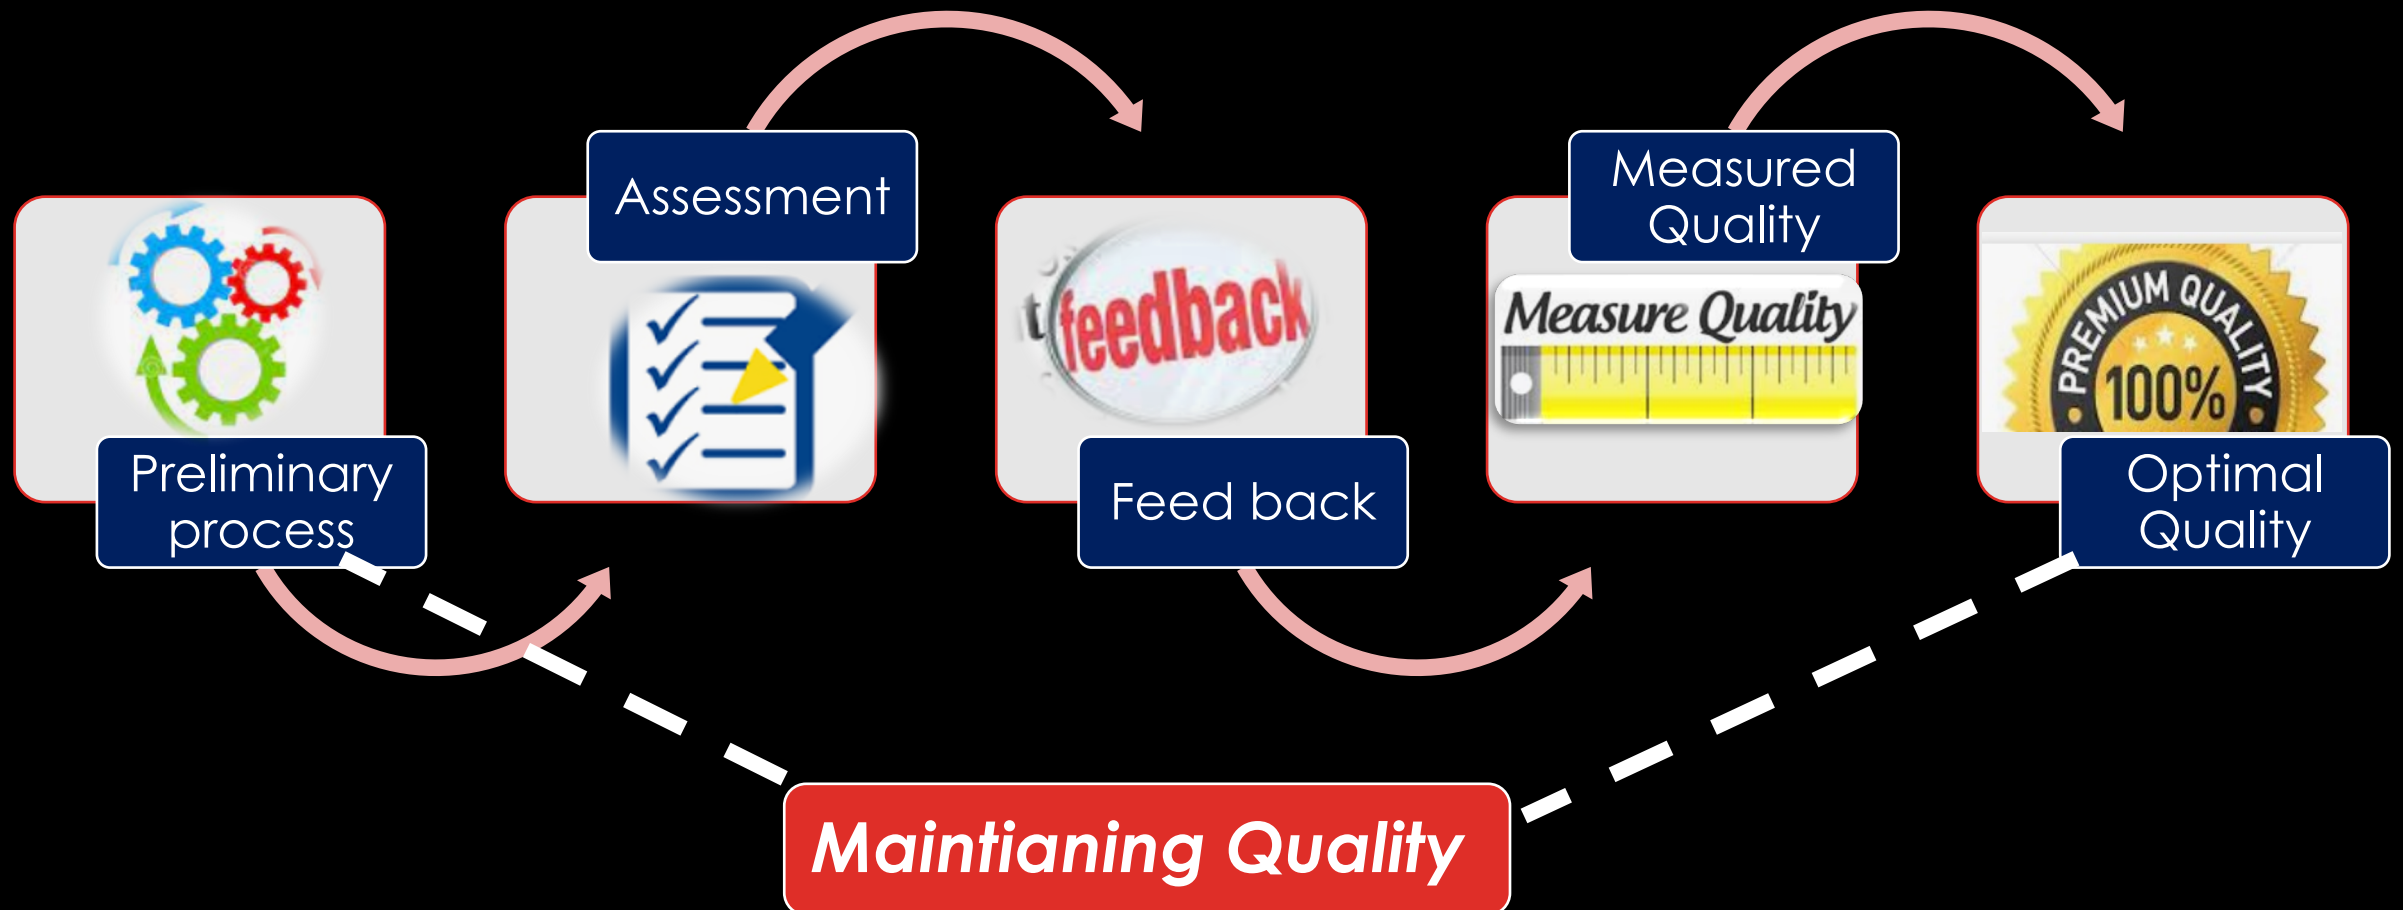 Preliminary
process
Assessment
feedback
Feed back
Measured
Quality
Measure Quality
PREMIUM QUALITY
100%
Optimal
Quality
Maintianing Quality